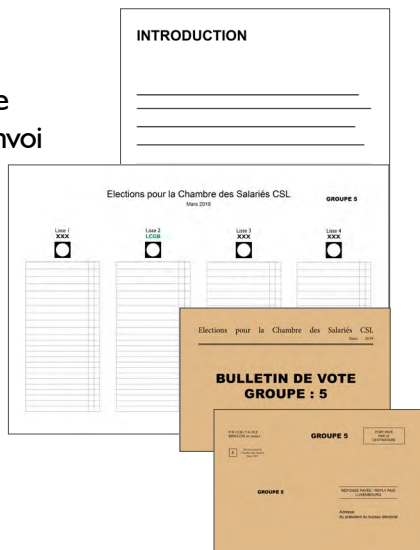 INTRODUCTION
e
nvoi
Elections pour la Chambre des Salariés CSL
Mars 2019
GROUPE 5
Liste 1
XXX
Liste 2
LCGB
Liste 3
XXX
Liste 4
XXX
Elections pour la Chambre des Salariés CSL
Mars 2019
BULLETIN DE VOTE
GROUPE : 5
PRIORITAIRE
GROUPE 5
PORT PAYÉ
PAR LE
DESTINATAIRE
GROUPE 5
RÉPONSE PAYÉE / REPLY PAID
LUXEMBOURG
Adresse
du président du bureau électoral